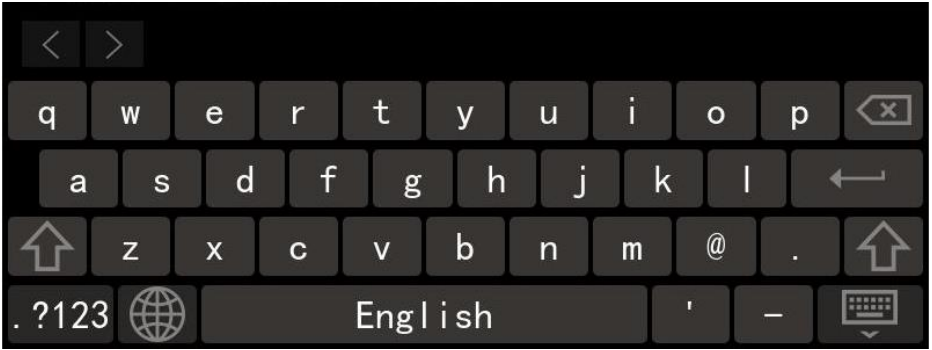 < >
q w e r t y u i o p
a s d f g h j k l
z x c v b n m @ .
.?123 English ' -